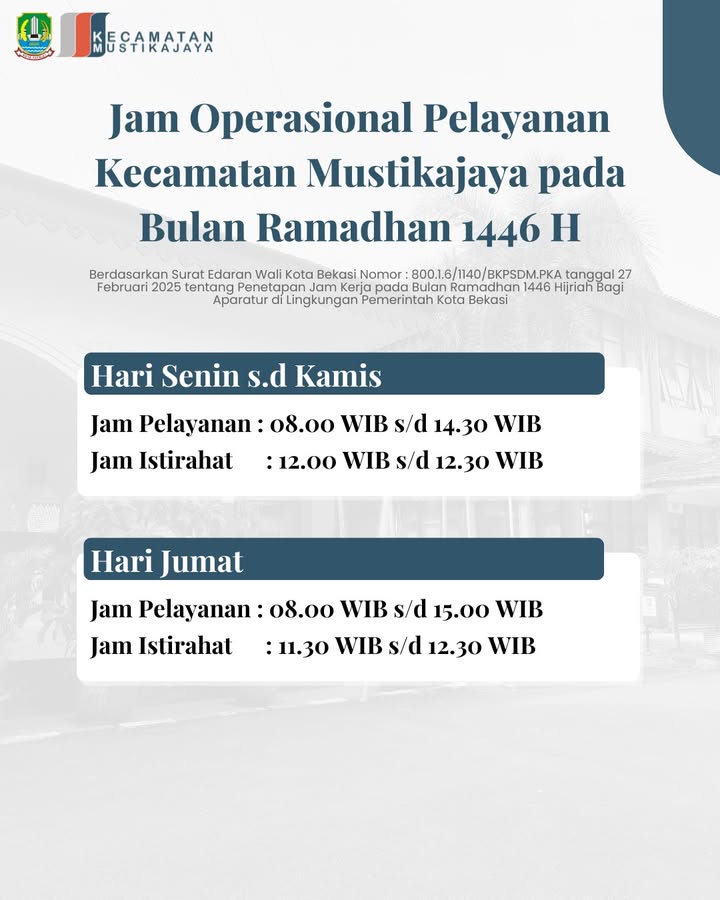 KECAMATAN
MUSTIKAJAYA
Jam Operasional Pelayanan
Kecamatan Mustikajaya pada
Bulan Ramadhan 1446 H
Berdasarkan Surat Edaran Wali Kota Bekasi Nomor : 800.1.6/1140/BKPSDM.PKA tanggal 27
Februari 2025 tentang Penetapan Jam Kerja pada Bulan Ramadhan 1446 Hijriah Bagi
Aparatur di Lingkungan Pemerintah Kota Bekasi
Hari Senin s.d Kamis
Jam Pelayanan : 08.00 WIB s/d 14.30 WIB
Jam Istirahat : 12.00 WIB s/d 12.30 WIB
Hari Jumat
Jam Pelayanan : 08.00 WIB s/d 15.00 WIB
Jam Istirahat : 11.30 WIB s/d 12.30 WIB